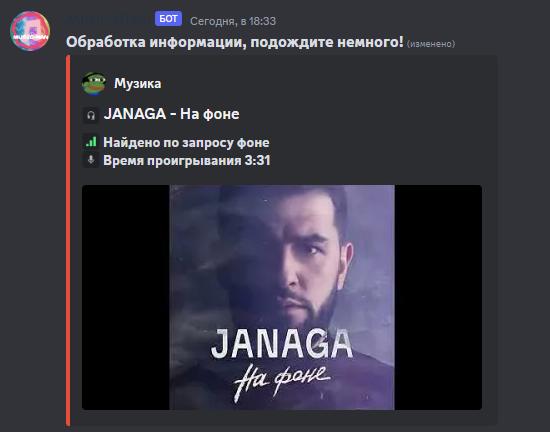 БОТ Сегодня, в 18:33
Обработка информации, подождите немного! (изменено)
Музика
JANAGA - На фоне
Найдено по запросу фоне
Время проигрывания 3:31
JANAGA
На фоне